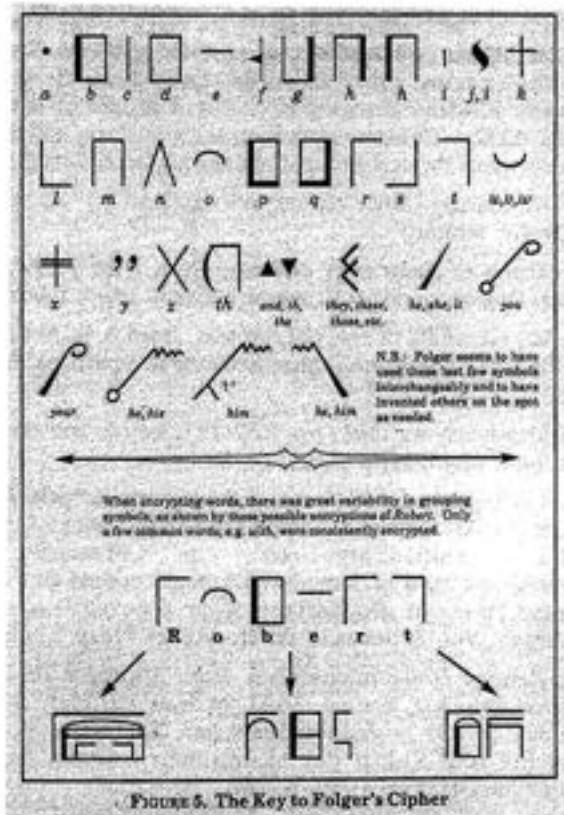 a b c d e f g h h i j,i k
l m n o p q r s t u,v,w
x y z th and, th, they, these, he, she, it you
the those, etc.
your he, his him he, him
N.B.: Folger seems to have
used these last few symbols
interchangeably and to have
invented others on the spot
as needed.
When encrypting words, there was great variability in grouping
symbols, as shown by these possible encryptions of Robert. Only
a few common words, e.g. with, were consistently encrypted.
R o b e r t
FIGURE 5. The Key to Folger's Cipher